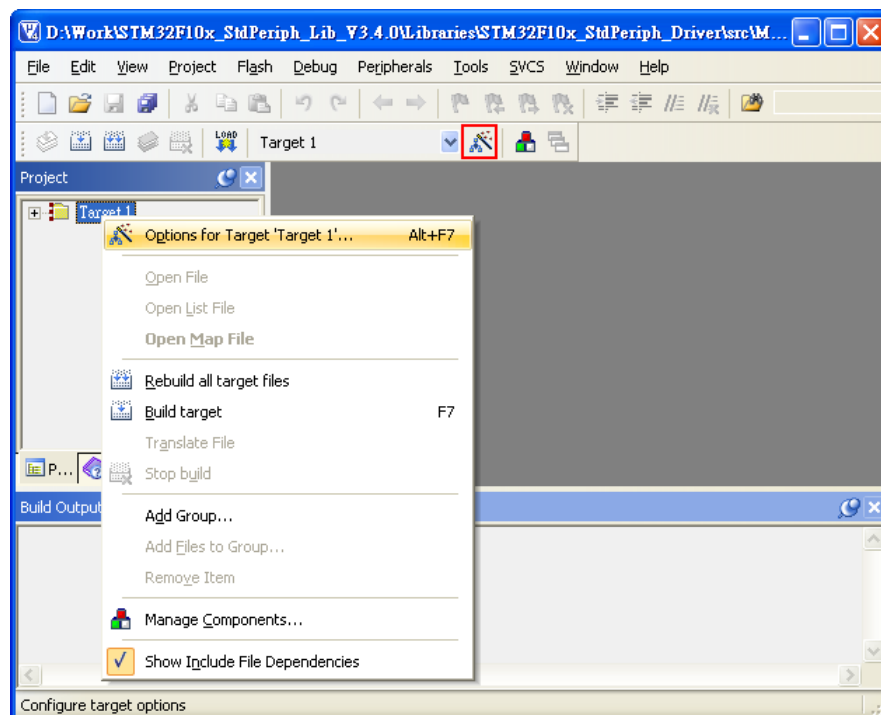 D:\Work\STM32F10x_StdPeriph_Lib_V3.4.0\Libraries\STM32F10x_StdPeriph_Driver\src\M...
File Edit View Project Flash Debug Peripherals Tools SVCS Window Help
LOAD Target 1
Project
Target 1
Options for Target 'Target 1'... Alt+F7
Open File
Open List File
Open Map File
Rebuild all target files
Build target F7
Translate File
Stop build
P...
Build Output
Add Group...
Add Files to Group...
Remove Item
Manage Components...
Show Include File Dependencies
Configure target options